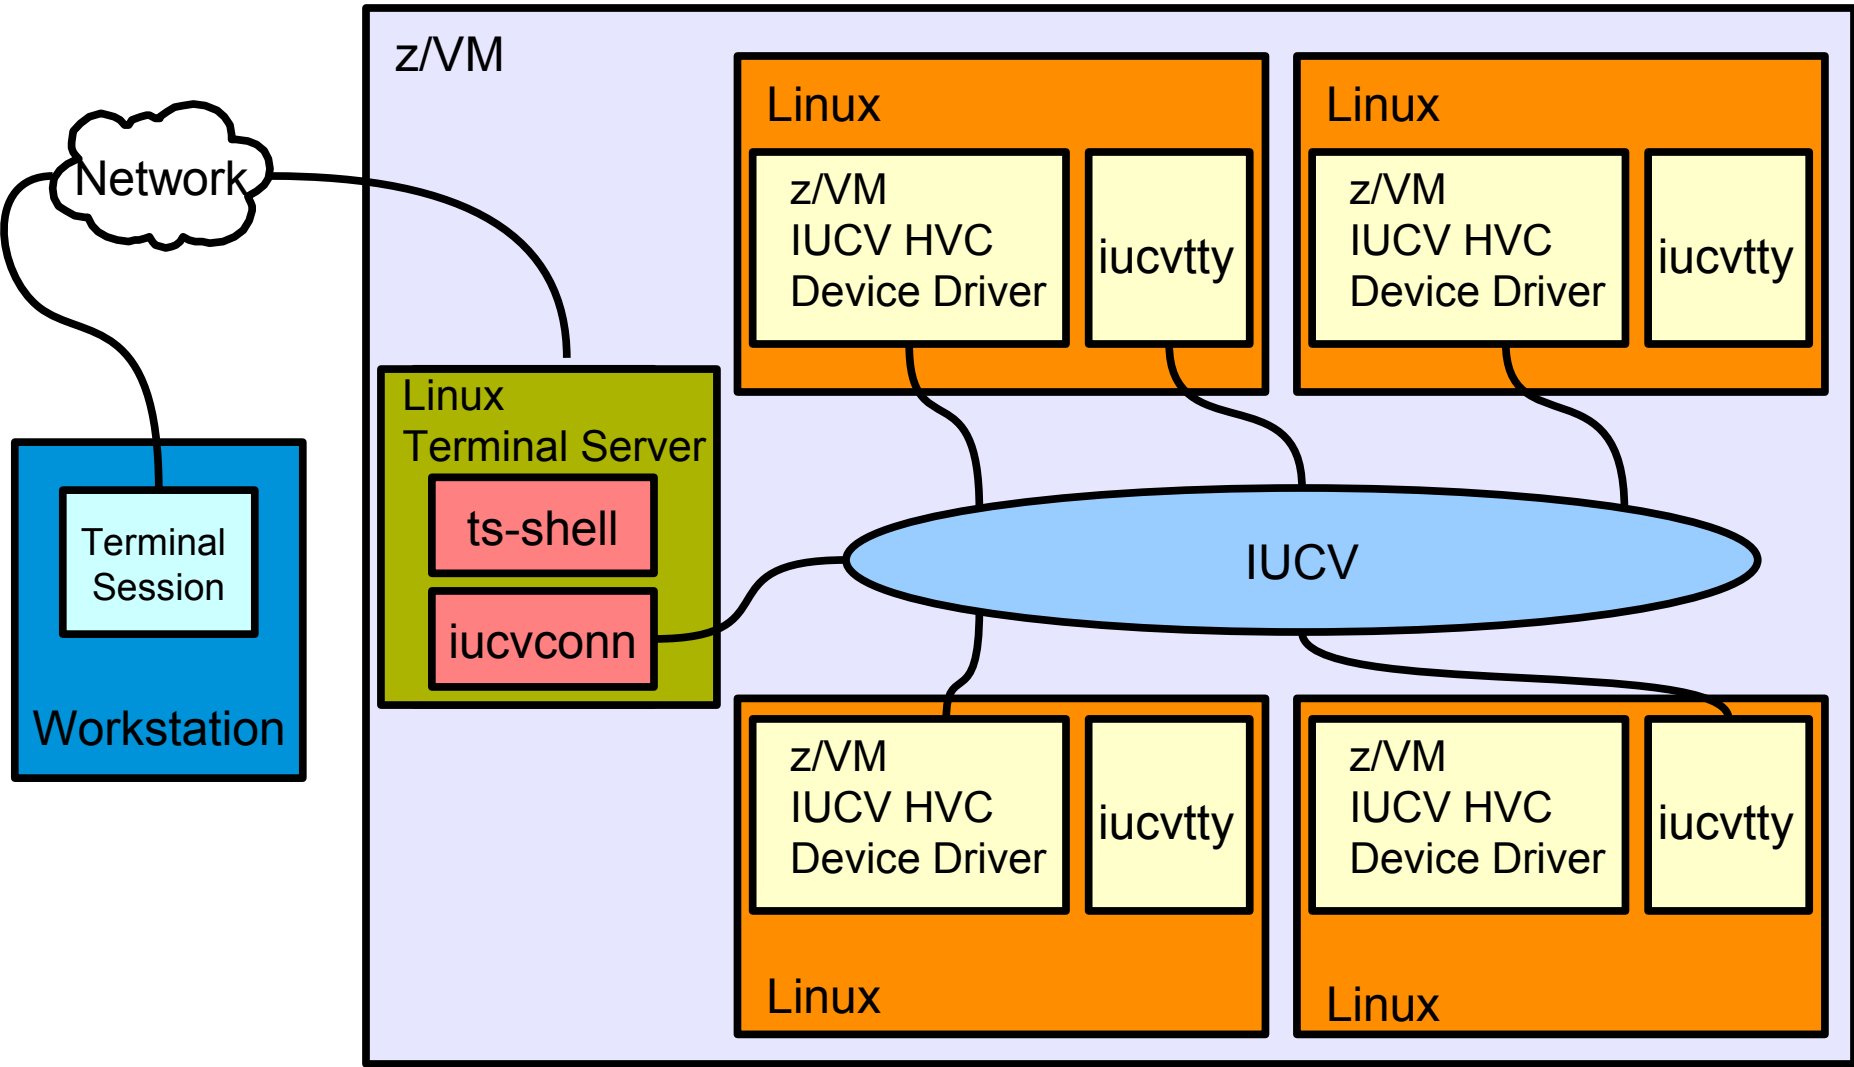 z/VM
Network
Workstation
Terminal
Session
Linux
Terminal Server
ts-shell
iucvconn
Linux
z/VM
IUCV HVC
Device Driver
iucvtty
Linux
z/VM
IUCV HVC
Device Driver
iucvtty
IUCV
z/VM
IUCV HVC
Device Driver
iucvtty
Linux
z/VM
IUCV HVC
Device Driver
iucvtty
Linux